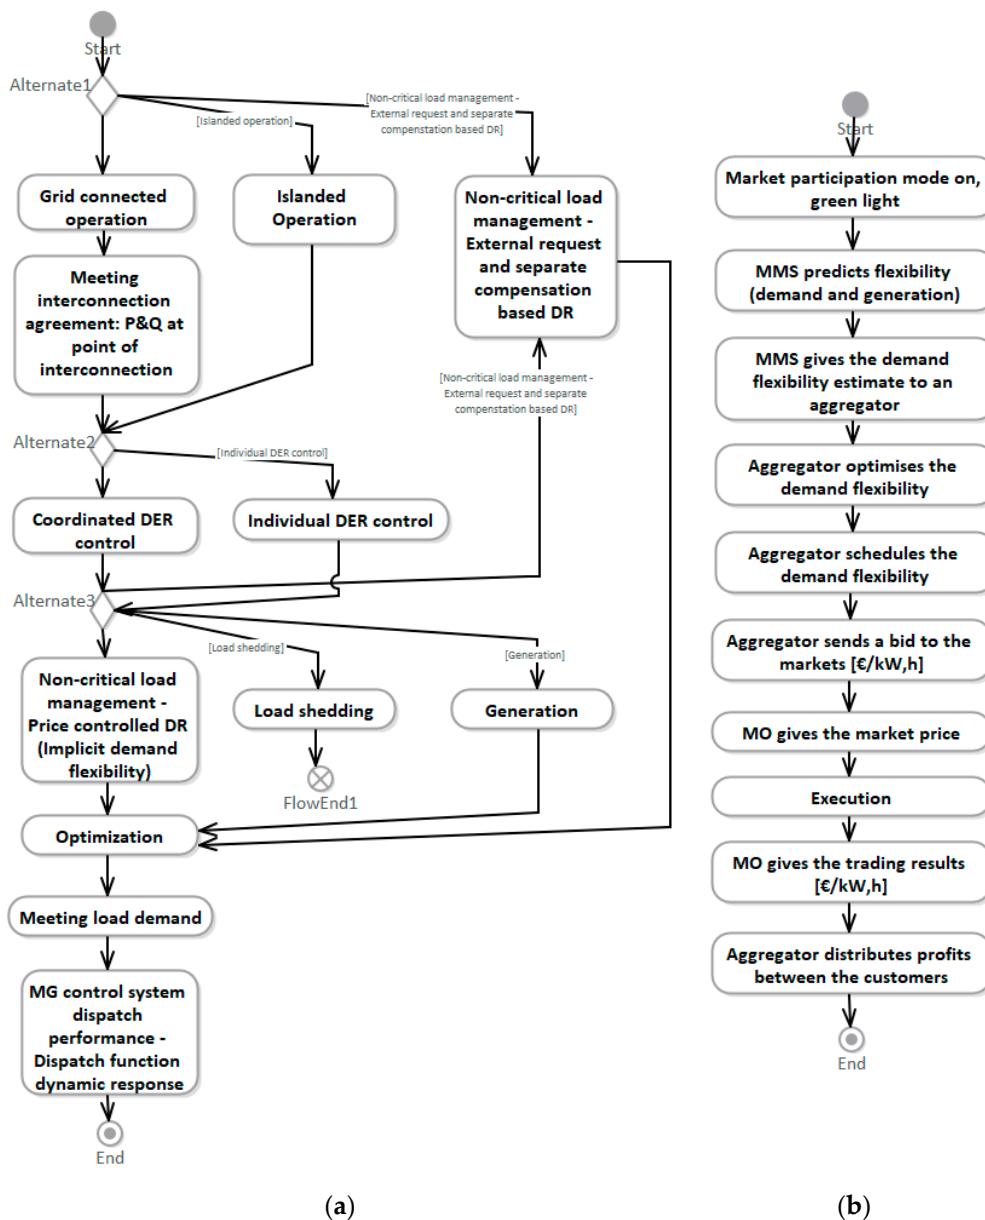 Start
Alternate1
[Non-critical load management -
External request and separate
compenstation based DR]
[Islanded operation]
Grid connected
operation
Islanded
Operation
Non-critical load
management -
External request
and separate
compensation
based DR
Meeting
interconnection
agreement: P&Q at
point of
interconnection
[Non-critical load management -
External request and separate
compenstation based DR]
Alternate2
[Individual DER control]
Coordinated DER
control
Individual DER control
Alternate3
[Load shedding]
[Generation]
Non-critical load
management -
Price controlled DR
(Implicit demand
flexibility)
Load shedding
Generation
FlowEnd1
Optimization
Meeting load demand
MG control system
dispatch
performance -
Dispatch function
dynamic response
End
(a)
Start
Market participation mode on,
green light
MMS predicts flexibility
(demand and generation)
MMS gives the demand
flexibility estimate to an
aggregator
Aggregator optimises the
demand flexibility
Aggregator schedules the
demand flexibility
Aggregator sends a bid to the
markets [€/kW,h]
MO gives the market price
Execution
MO gives the trading results
[€/kW,h]
Aggregator distributes profits
between the customers
End
(b)